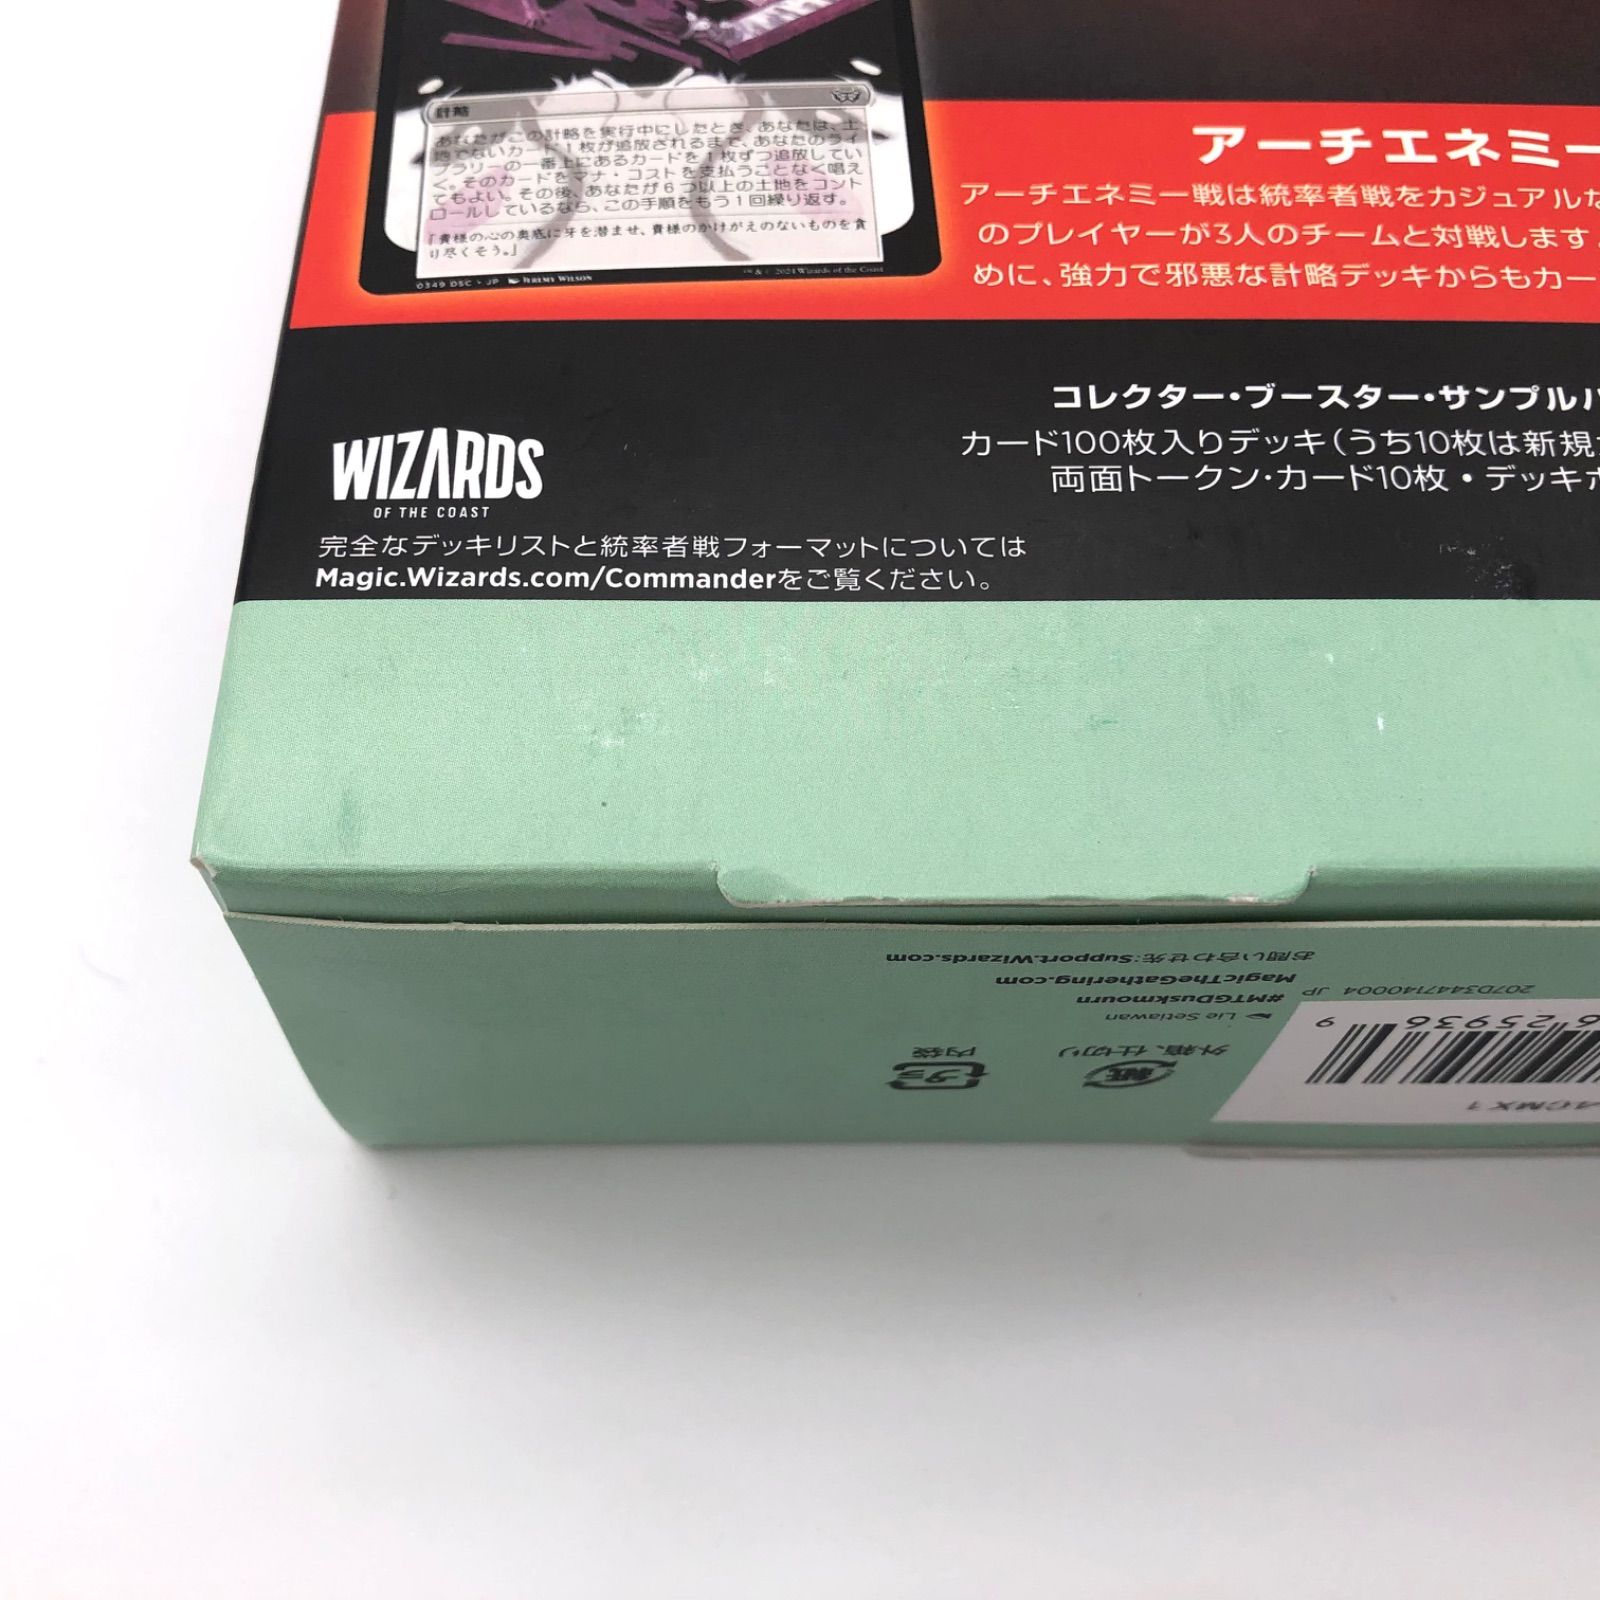 計略
あなたがこの計略を実行中にしたとき、あなたは、土
地でないカード1枚が追放されるまで、あなたのライ
ブラリーの一番上にあるカードを1枚ずつ追放してい
く。そのカードをマナ・コストを支払うことなく唱え
てもよい。その後、あなたが6つ以上の土地をコント
ロールしているなら、この手順をもう1回繰り返す。
「貴様の心の奥底に牙を潜ませ、貴様のかけがえのないものを貪
り尽くそう。」
0349 DSC • JP JEREMY WILSON
™ & © 2024 Wizards of the Coast
アーチエネミー
アーチエネミー戦は統率者戦をカジュアルな
のプレイヤーが3人のチームと対戦します
めに、強力で邪悪な計略デッキからもカー
コレクター・ブースター・サンプル
カード100枚入りデッキ(うち10枚は新規
両面トークン・カード10枚・デッキ
WIZARDS
OF THE COAST
完全なデッキリストと統率者戦フォーマットについては
Magic.Wizards.com/Commanderをご覧ください。
お問い合わせ先:Support.Wizards.com
MagicTheGathering.com
#MTGDuskmourn
Lie Setiawan
207D3447140004 JP
外箱、仕切り
内袋
紙
プラ
625936 9
4CMX1